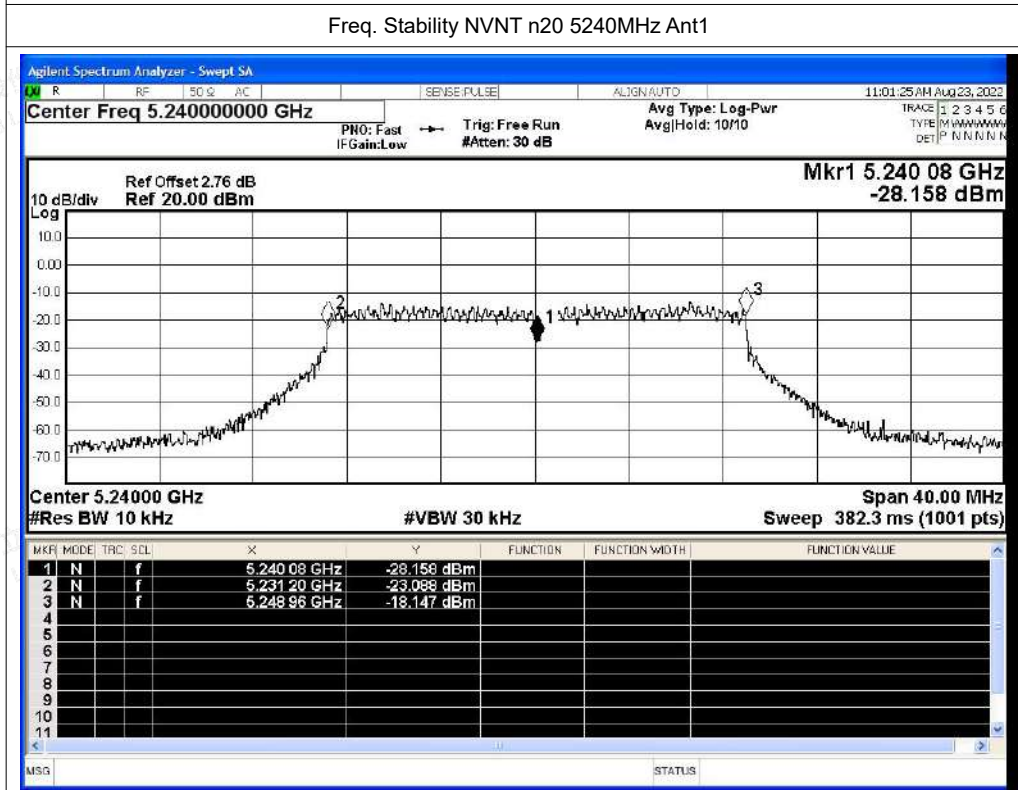 Freq. Stability NVNT n20 5240MHz Ant1
Agilent Spectrum Analyzer - Swept SA
R RF 50 Ω AC SENSE:PULSE ALIGN AUTO 11:01:25 AM Aug 23, 2022
Center Freq 5.240000000 GHz Avg Type: Log-Pwr TRACE 1 2 3 4 5 6
PNO: Fast Trig: Free Run Avg|Hold: 10/10 TYPE M W W W W W
IFGain:Low #Atten: 30 dB DET P N N N N N
Mkr1 5.240 08 GHz
Ref Offset 2.76 dB
10 dB/div Ref 20.00 dBm -28.158 dBm
Log
10.0
0.00
-10.0
-20.0
-30.0
-40.0
-50.0
-60.0
-70.0
2
1
3
Center 5.24000 GHz Span 40.00 MHz
#Res BW 10 kHz #VBW 30 kHz Sweep 382.3 ms (1001 pts)
MKR MODE TRC SCL X Y FUNCTION FUNCTION WIDTH FUNCTION VALUE
1 N f 5.240 08 GHz -28.158 dBm
2 N f 5.231 20 GHz -23.088 dBm
3 N f 5.248 96 GHz -18.147 dBm
4
5
6
7
8
9
10
11
MSG STATUS